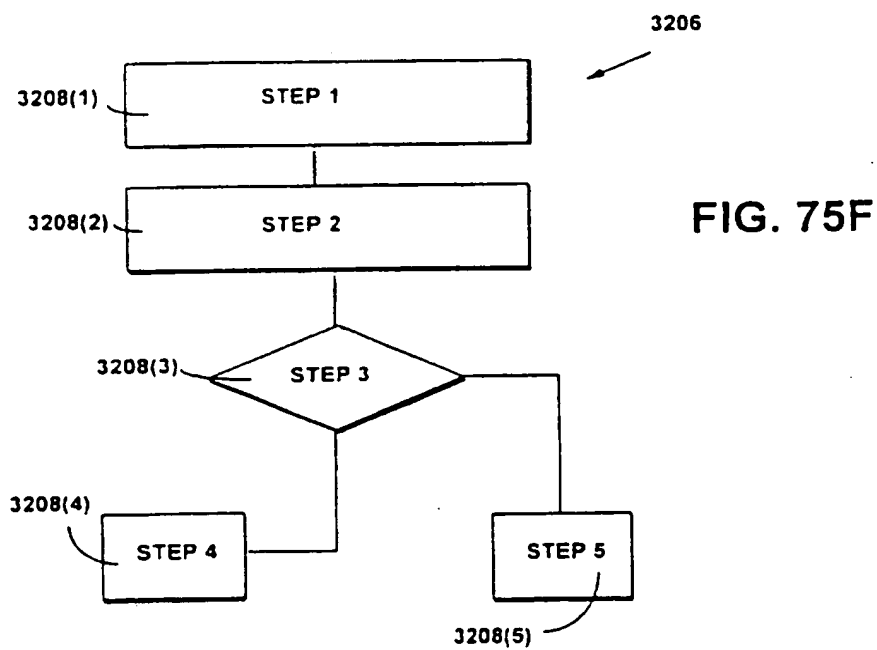 3206
3208(1)
STEP 1
3208(2)
STEP 2
FIG. 75F
3208(3)
STEP 3
3208(4)
STEP 4
STEP 5
3208(5)